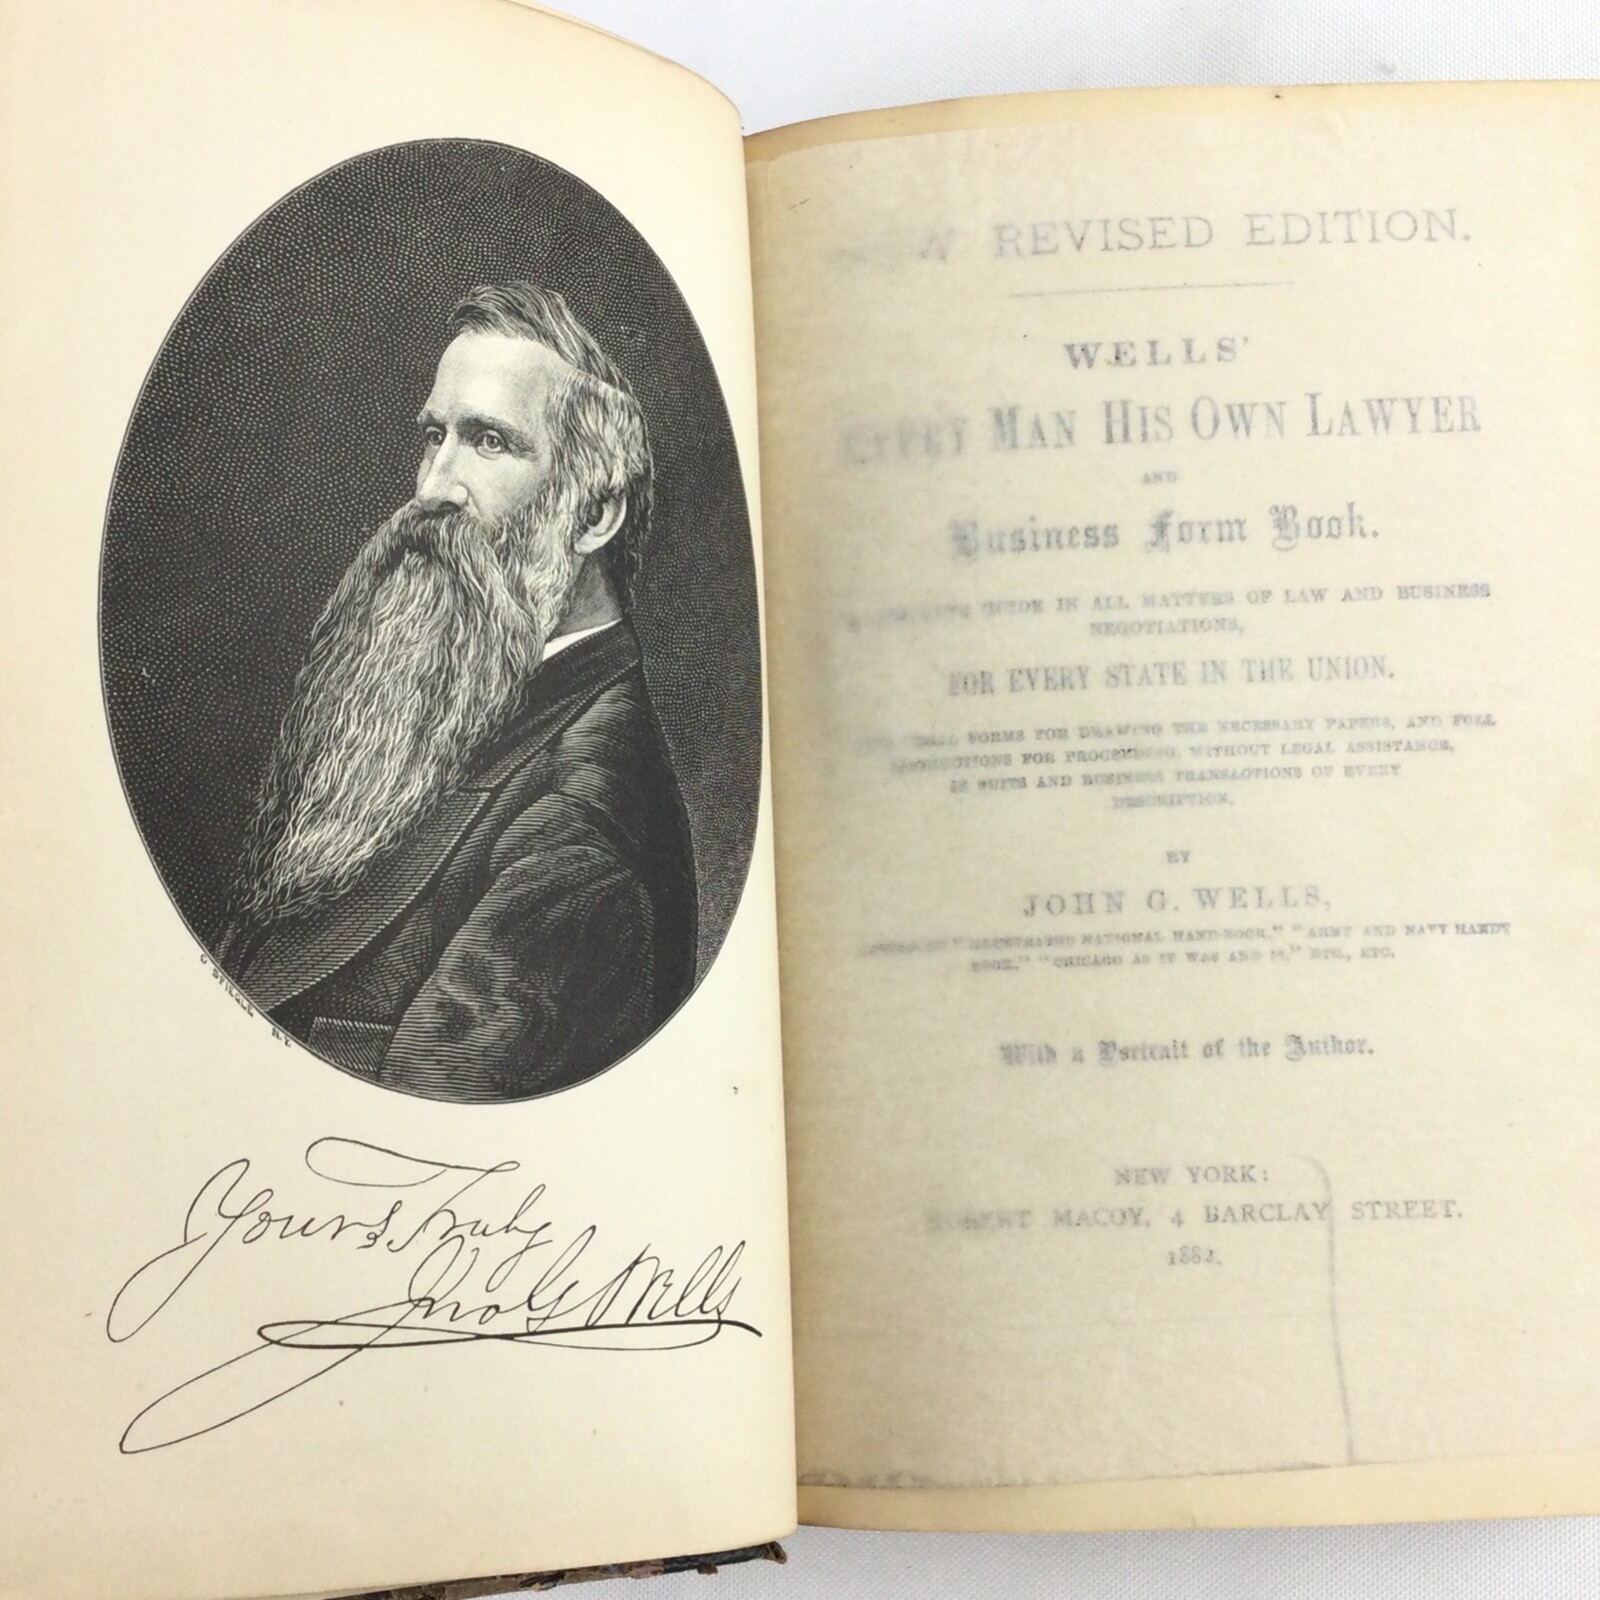 C SPIEGLE N.Y.
Yours Truly
Jno G Wells
REVISED EDITION.
WELLS'
EVERY MAN HIS OWN LAWYER
AND
Business Form Book.
GUIDE IN ALL MATTERS OF LAW AND BUSINESS
NEGOTIATIONS,
FOR EVERY STATE IN THE UNION.
FORMS FOR DRAWING THE NECESSARY PAPERS, AND FULL
INSTRUCTIONS FOR PROCEEDING, WITHOUT LEGAL ASSISTANCE,
IN SUITS AND BUSINESS TRANSACTIONS OF EVERY
DESCRIPTION.
BY
JOHN G. WELLS,
"ILLUSTRATED NATIONAL HAND-BOOK," "ARMY AND NAVY HANDY
BOOK." "CHICAGO AS IT WAS AND IS," ETC., ETC.
With a Portrait of the Author.
NEW YORK:
ROBERT MACOY, 4 BARCLAY STREET.